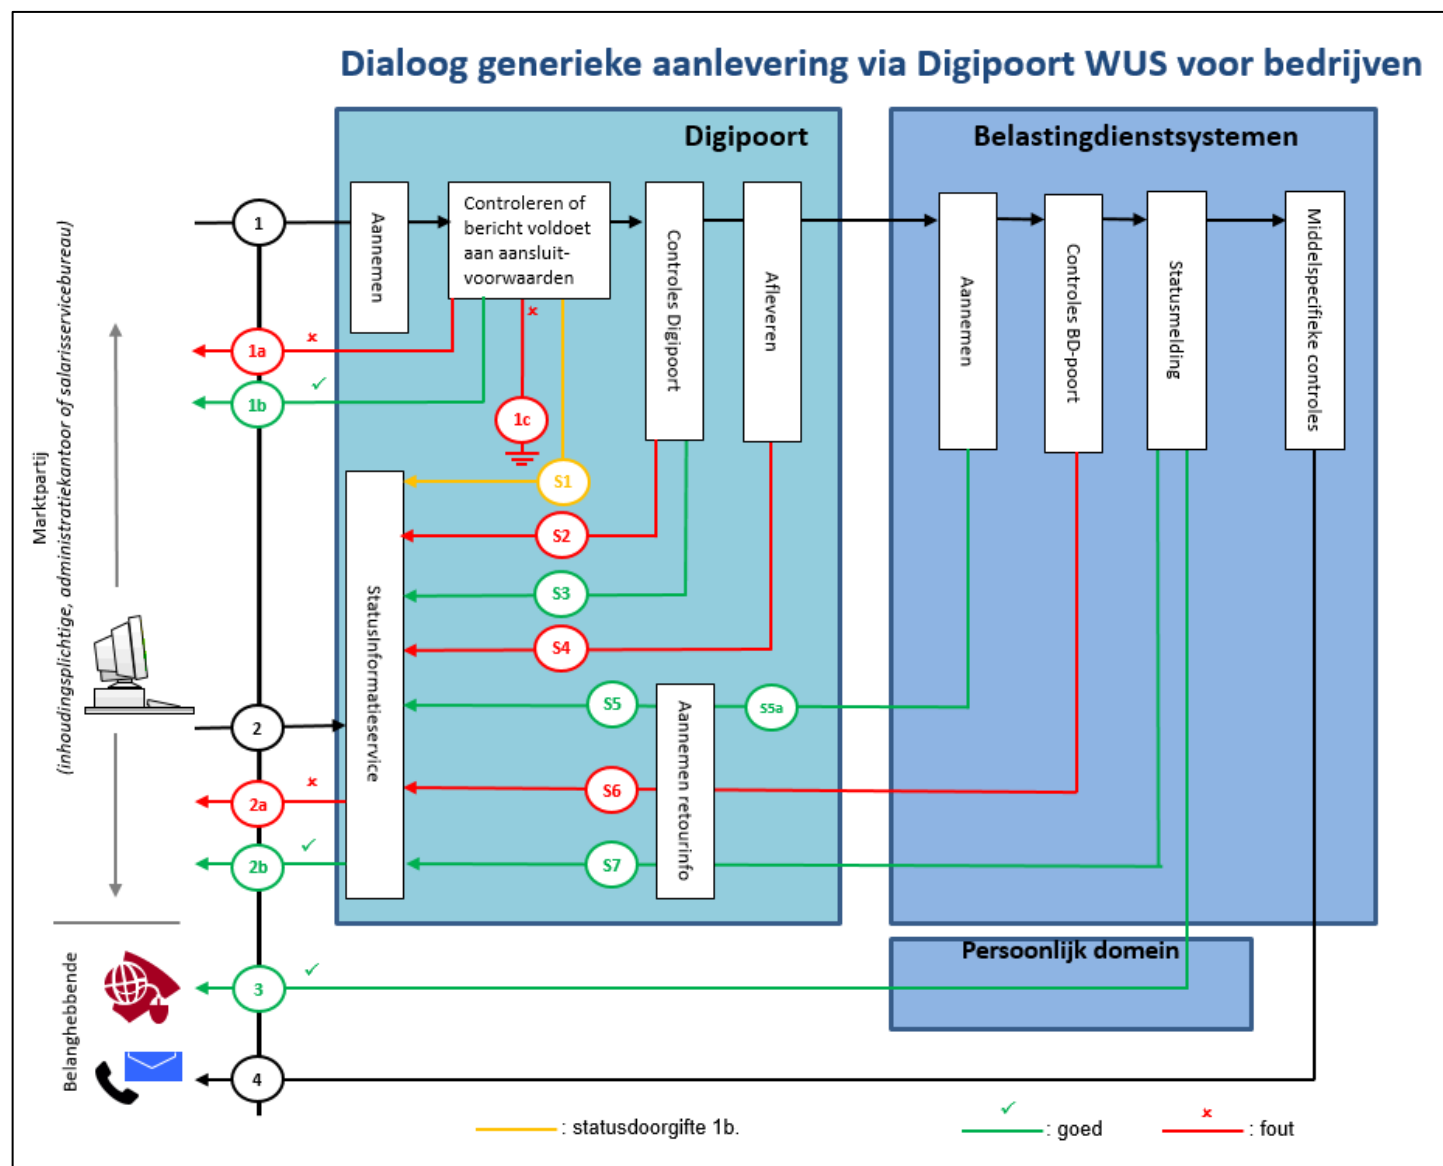 Dialoog generieke aanlevering via Digipoort WUS voor bedrijven
Digipoort
Belastingdienstsystemen
Marktpartij
(inhoudingsplichtige, administratiekantoor of salarisservicebureau)
1
Aannemen
Controleren of
bericht voldoet
aan aansluit-
voorwaarden
Controles Digipoort
Afleveren
Aannemen
Controles BD-poort
Statusmelding
Middelspecifieke controles
1a
1b
1c
S1
S2
S3
S4
S5
S5a
S6
S7
StatusInformatieservice
Aannemen retourinfo
2
2a
2b
Belanghebbende
Persoonlijk domein
3
4
: statusdoorgifte 1b.
: goed
: fout